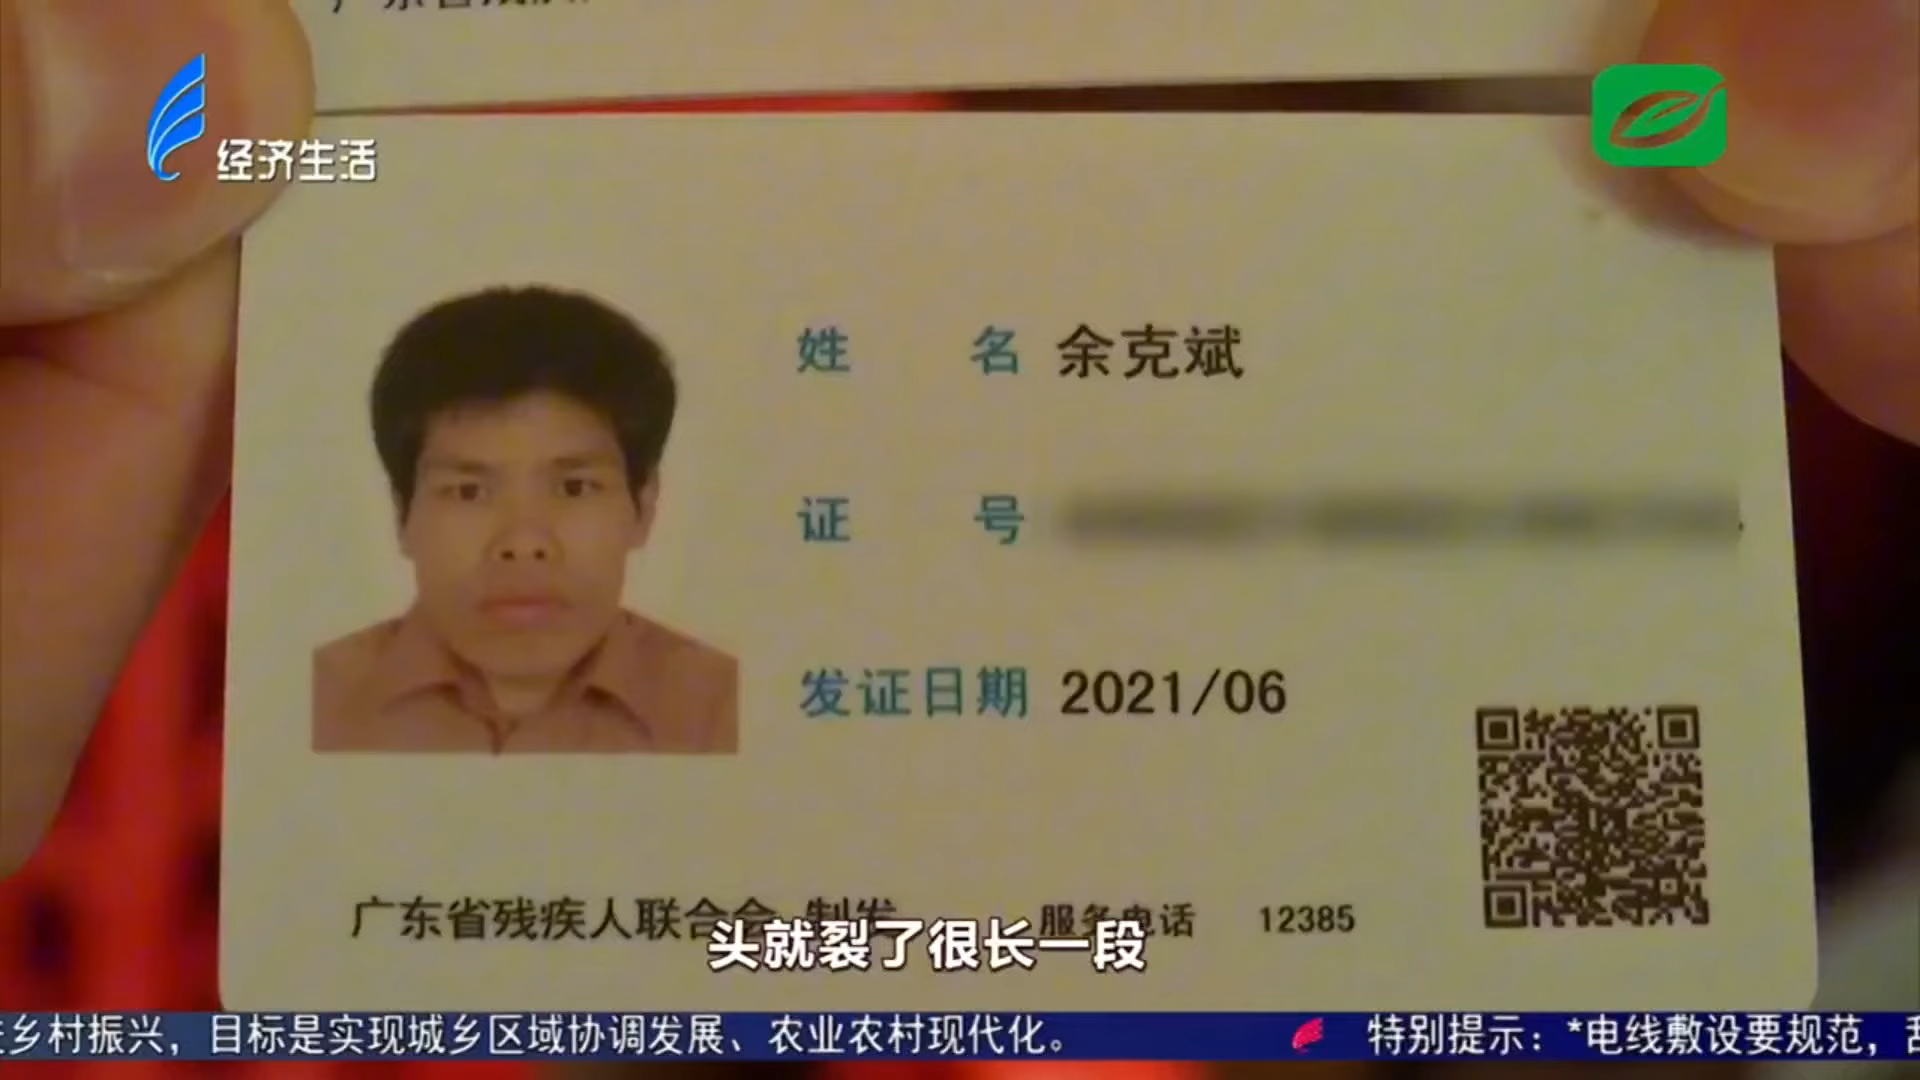 经济生活
姓 名 余克斌
证 号
发证日期 2021/06
广东省残疾人联合会 制发 服务电话 12385
头就裂了很长一段
乡村振兴，目标是实现城乡区域协调发展、农业农村现代化。 特别提示：*电线敷设要规范，